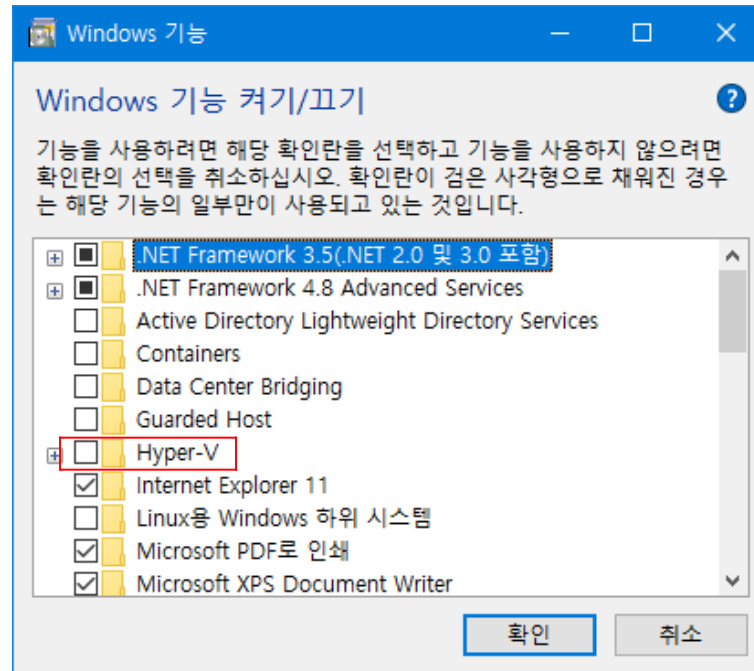 Windows 기능
Windows 기능 켜기/끄기
기능을 사용하려면 해당 확인란을 선택하고 기능을 사용하지 않으려면
확인란의 선택을 취소하십시오. 확인란이 검은 사각형으로 채워진 경우
는 해당 기능의 일부만이 사용되고 있는 것입니다.
.NET Framework 3.5(.NET 2.0 및 3.0 포함)
.NET Framework 4.8 Advanced Services
Active Directory Lightweight Directory Services
Containers
Data Center Bridging
Guarded Host
Hyper-V
Internet Explorer 11
Linux용 Windows 하위 시스템
Microsoft PDF로 인쇄
Microsoft XPS Document Writer
확인 취소